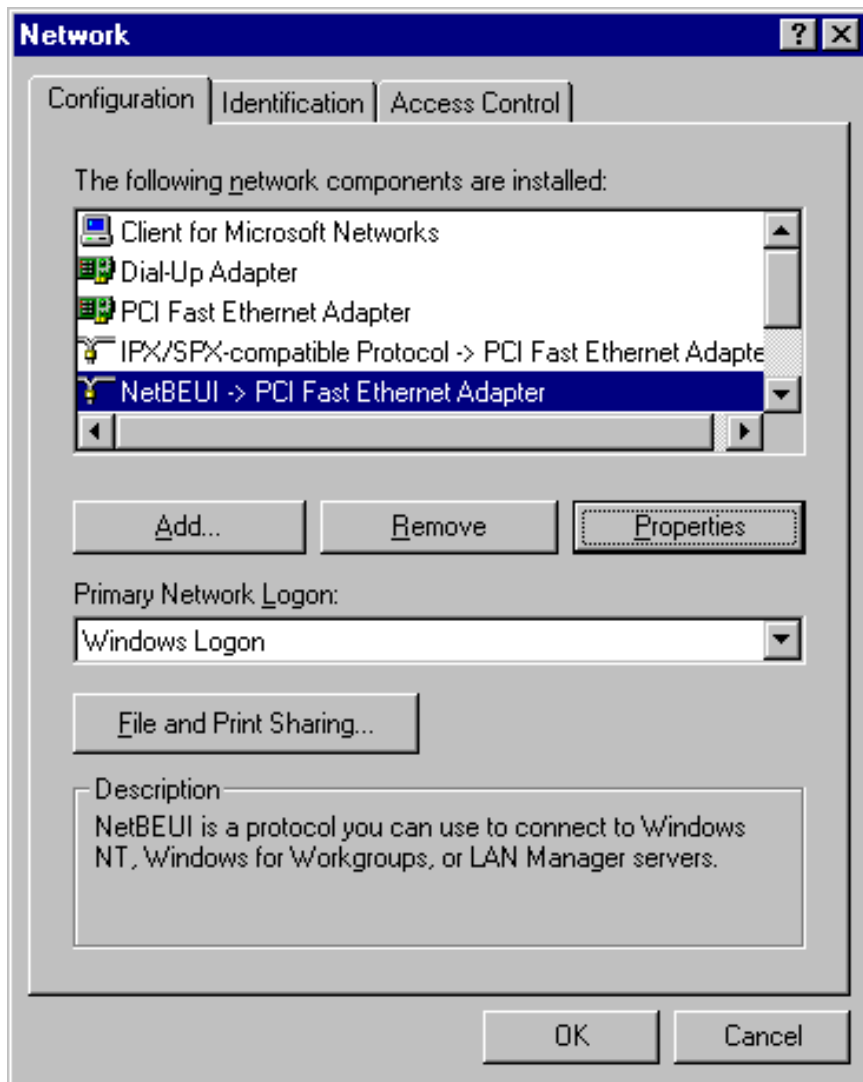 Network
Configuration
Identification
Access Control
The following network components are installed:
Client for Microsoft Networks
Dial-Up Adapter
PCI Fast Ethernet Adapter
IPX/SPX-compatible Protocol -> PCI Fast Ethernet Adapte
NetBEUI -> PCI Fast Ethernet Adapter
Add...
Remove
Properties
Primary Network Logon:
Windows Logon
File and Print Sharing...
Description
NetBEUI is a protocol you can use to connect to Windows
NT, Windows for Workgroups, or LAN Manager servers.
OK
Cancel